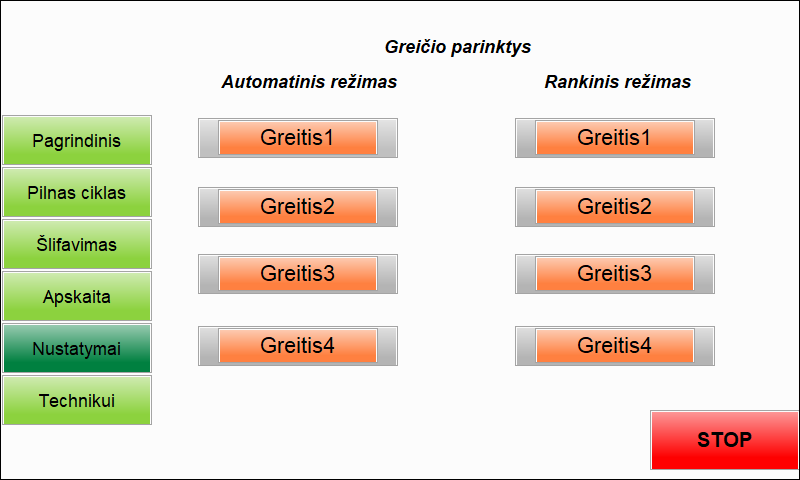 Greičio parinktys
Automatinis režimas
Rankinis režimas
Pagrindinis
Pilnas ciklas
Šlifavimas
Apskaita
Nustatymai
Technikui
Greitis1
Greitis2
Greitis3
Greitis4
Greitis1
Greitis2
Greitis3
Greitis4
STOP